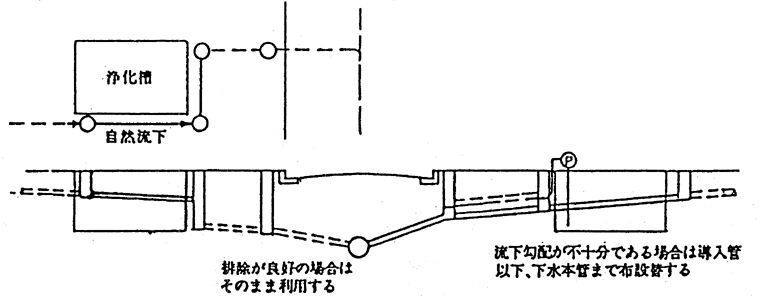 浄化槽
自然流下
P
排除が良好の場合は
そのまま利用する
流下勾配が不十分である場合は導入管
以下、下水本管まで布設替する